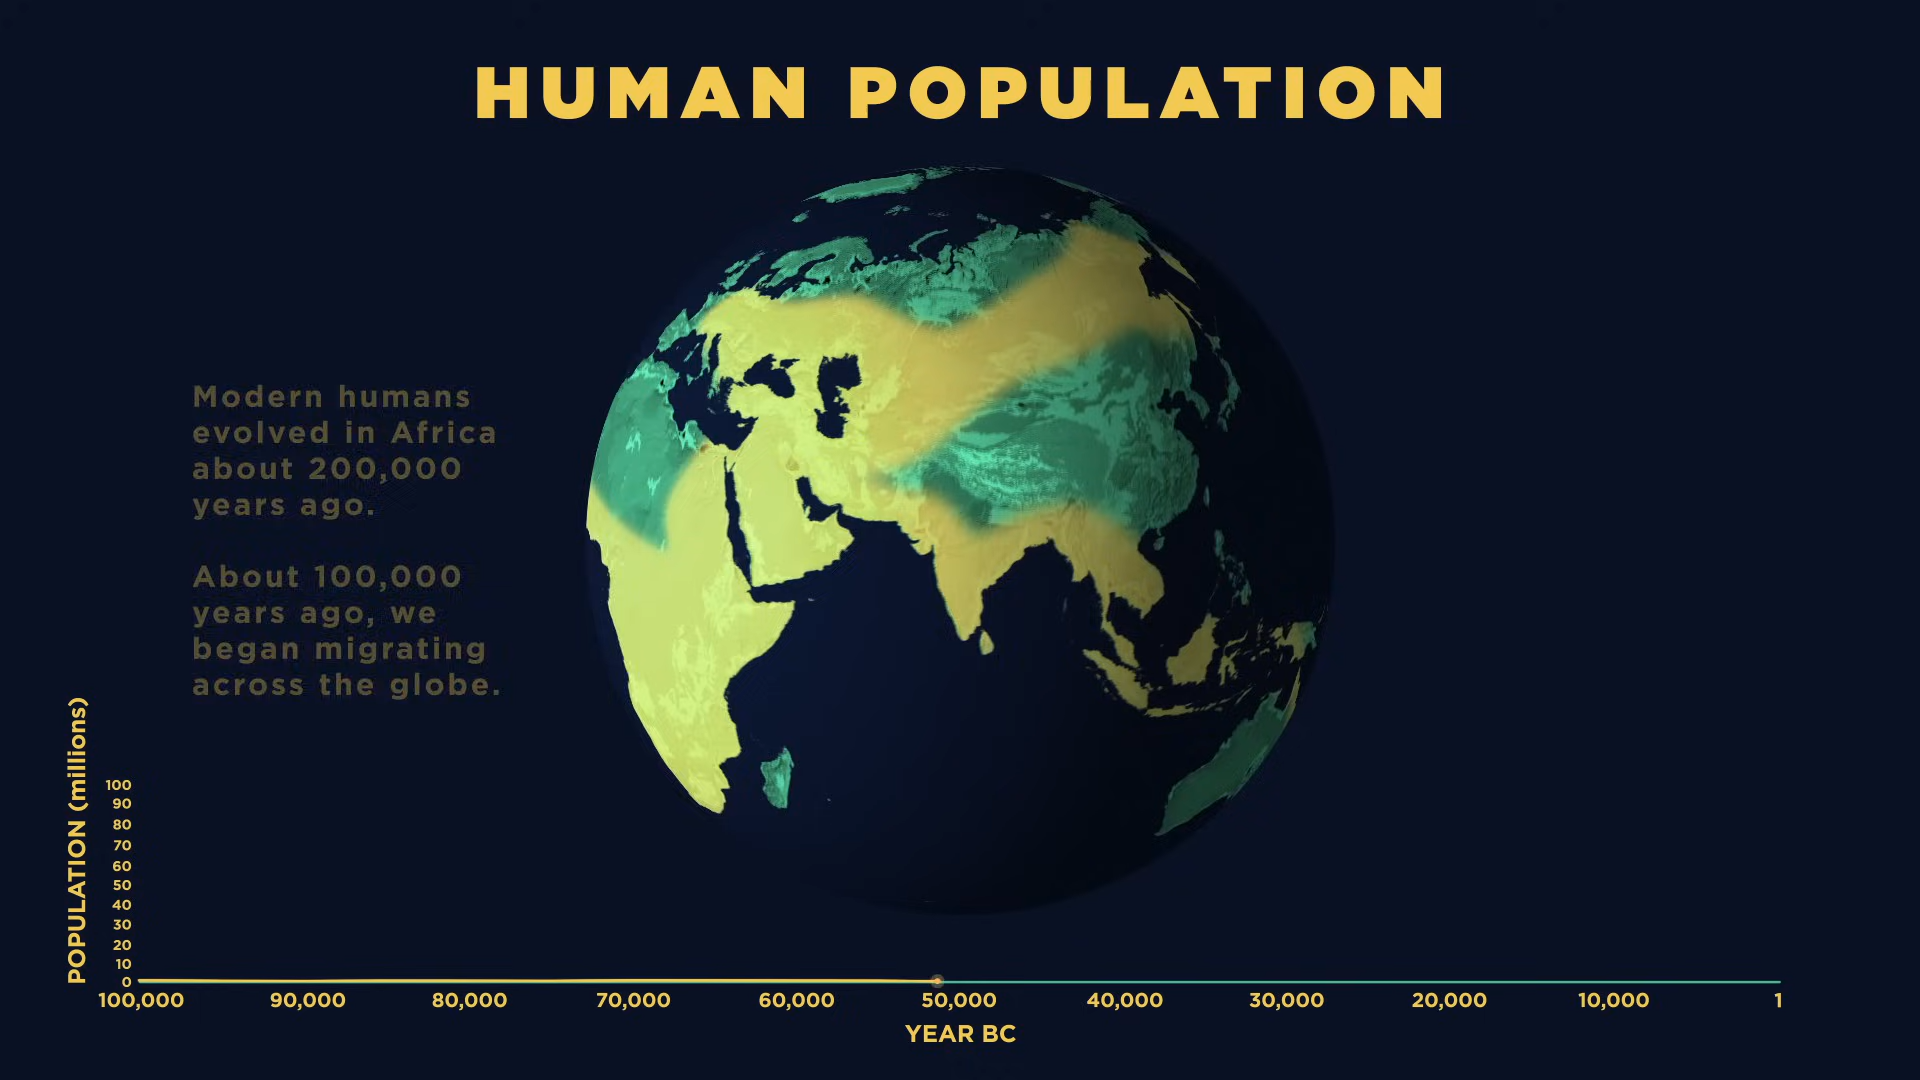 HUMAN POPULATION
Modern humans
evolved in Africa
about 200,000
years ago.
About 100,000
years ago, we
began migrating
across the globe.
POPULATION (millions)
100
90
80
70
60
50
40
30
20
10
0
100,000 90,000 80,000 70,000 60,000 50,000 40,000 30,000 20,000 10,000 1
YEAR BC